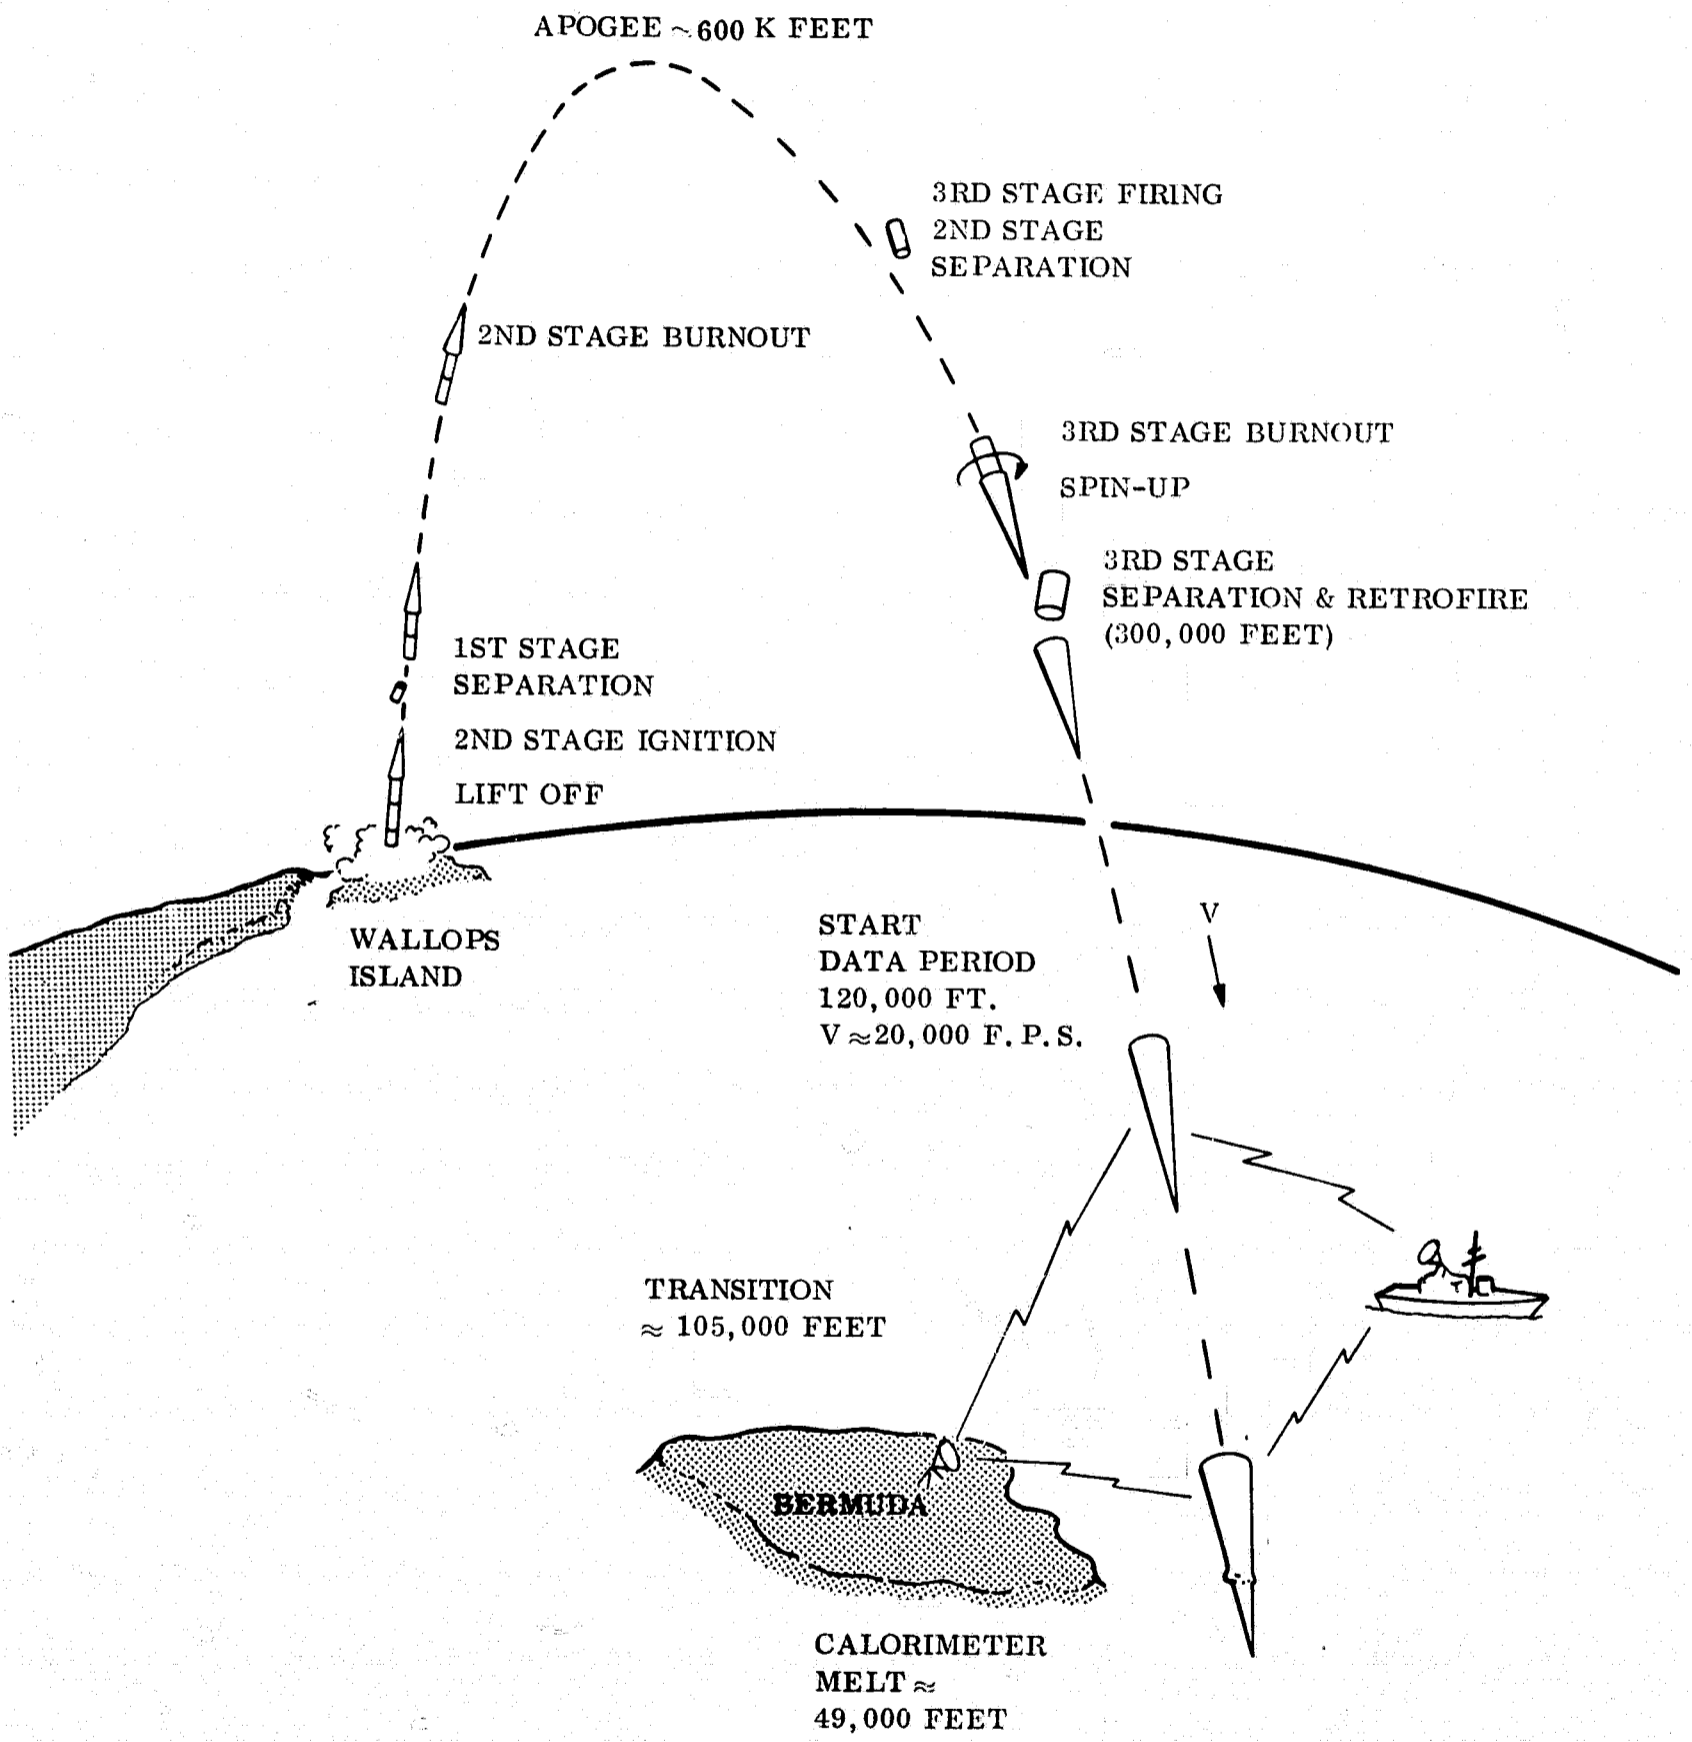 APOGEE ~600 K FEET
3RD STAGE FIRING
2ND STAGE
SEPARATION
2ND STAGE BURNOUT
3RD STAGE BURNOUT
SPIN-UP
3RD STAGE
SEPARATION & RETROFIRE
(300,000 FEET)
1ST STAGE
SEPARATION
2ND STAGE IGNITION
LIFT OFF
WALLOPS
ISLAND
START
DATA PERIOD
120,000 FT.
V ≈20,000 F.P.S.
V
TRANSITION
≈ 105,000 FEET
BERMUDA
CALORIMETER
MELT ≈
49,000 FEET